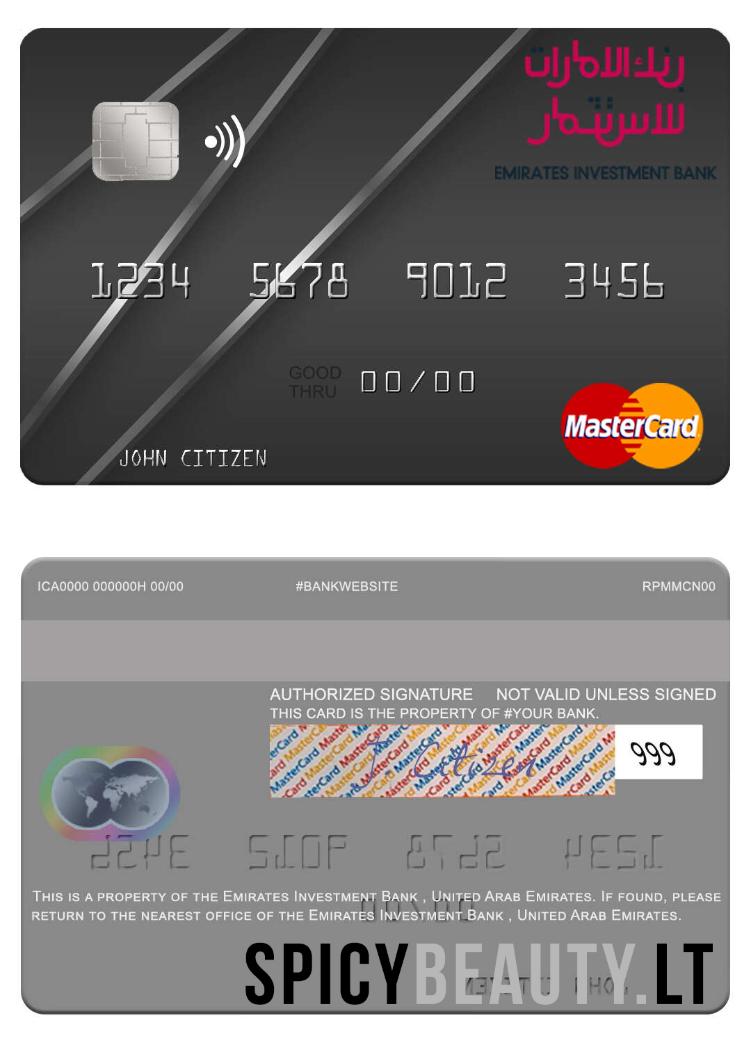 بنك الامارات
للاستثمار
EMIRATES INVESTMENT BANK
1234 5678 9012 3456
GOOD
THRU
00/00
MasterCard
JOHN CITIZEN
ICA0000 000000H 00/00 #BANKWEBSITE RPMMCN00
AUTHORIZED SIGNATURE NOT VALID UNLESS SIGNED
THIS CARD IS THE PROPERTY OF #YOUR BANK.
J. Citizen 999
THIS IS A PROPERTY OF THE EMIRATES INVESTMENT BANK , UNITED ARAB EMIRATES. IF FOUND, PLEASE
RETURN TO THE NEAREST OFFICE OF THE EMIRATES INVESTMENT BANK , UNITED ARAB EMIRATES.
SPICYBEAUTY.LT